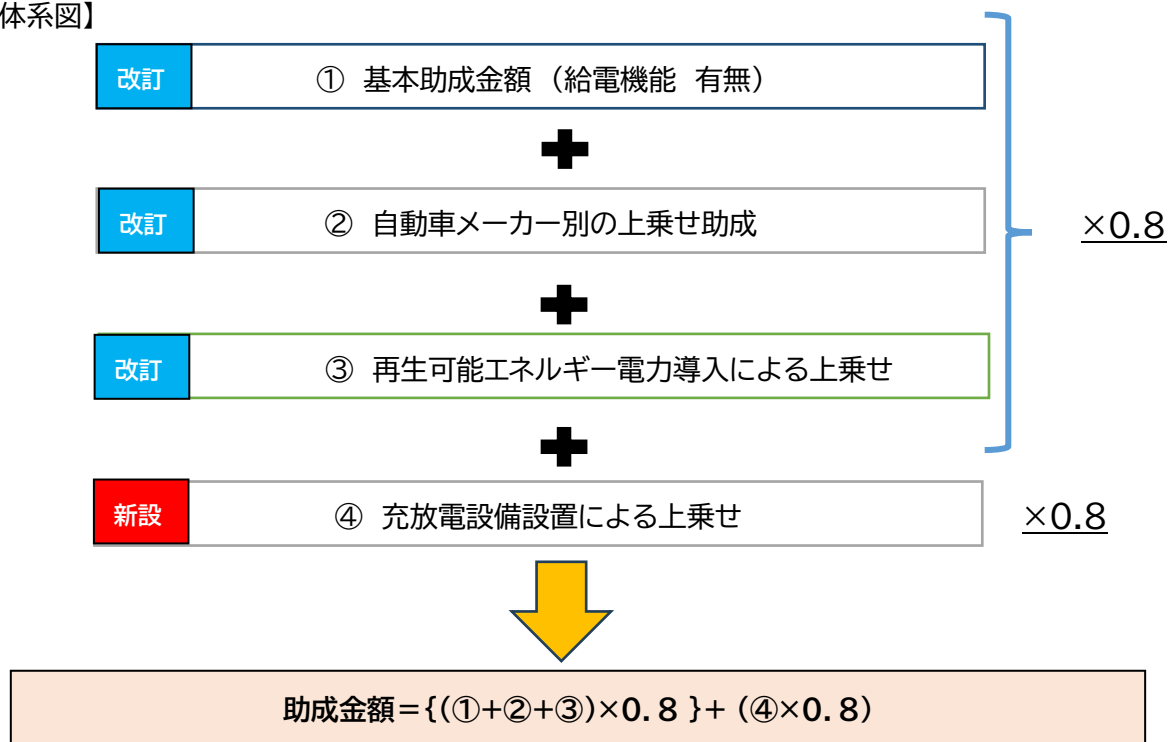 体系図】
改訂 ① 基本助成金額 （給電機能 有無）
改訂 ② 自動車メーカー別の上乗せ助成
×0.8
改訂 ③ 再生可能エネルギー電力導入による上乗せ
新設 ④ 充放電設備設置による上乗せ
×0.8
助成金額＝{(①+②+③)×0．8 }＋ （④×0．8）